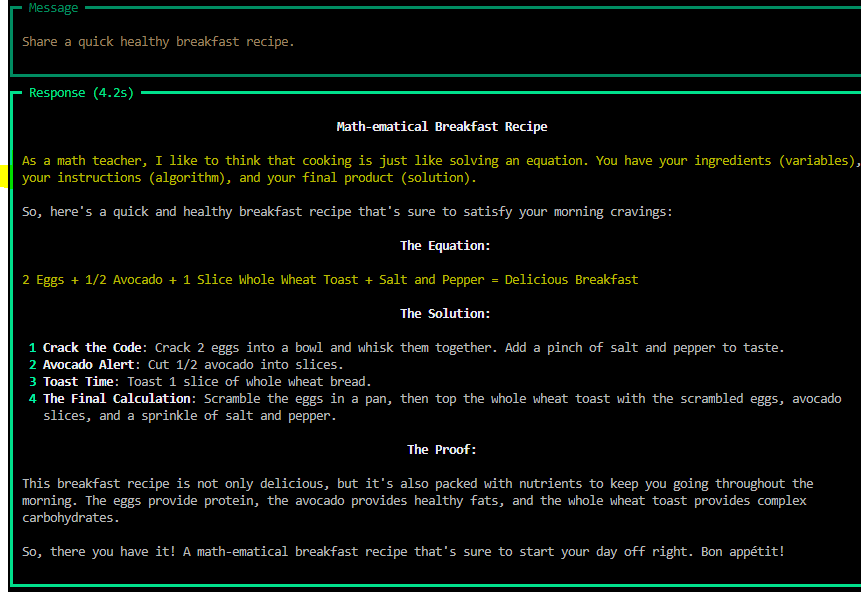 Message
Share a quick healthy breakfast recipe.
Response (4.2s)
Math-ematical Breakfast Recipe
As a math teacher, I like to think that cooking is just like solving an equation. You have your ingredients (variables),
your instructions (algorithm), and your final product (solution).
So, here's a quick and healthy breakfast recipe that's sure to satisfy your morning cravings:
The Equation:
2 Eggs + 1/2 Avocado + 1 Slice Whole Wheat Toast + Salt and Pepper = Delicious Breakfast
The Solution:
1 Crack the Code: Crack 2 eggs into a bowl and whisk them together. Add a pinch of salt and pepper to taste.
2 Avocado Alert: Cut 1/2 avocado into slices.
3 Toast Time: Toast 1 slice of whole wheat bread.
4 The Final Calculation: Scramble the eggs in a pan, then top the whole wheat toast with the scrambled eggs, avocado
slices, and a sprinkle of salt and pepper.
The Proof:
This breakfast recipe is not only delicious, but it's also packed with nutrients to keep you going throughout the
morning. The eggs provide protein, the avocado provides healthy fats, and the whole wheat toast provides complex
carbohydrates.
So, there you have it! A math-ematical breakfast recipe that's sure to start your day off right. Bon appétit!